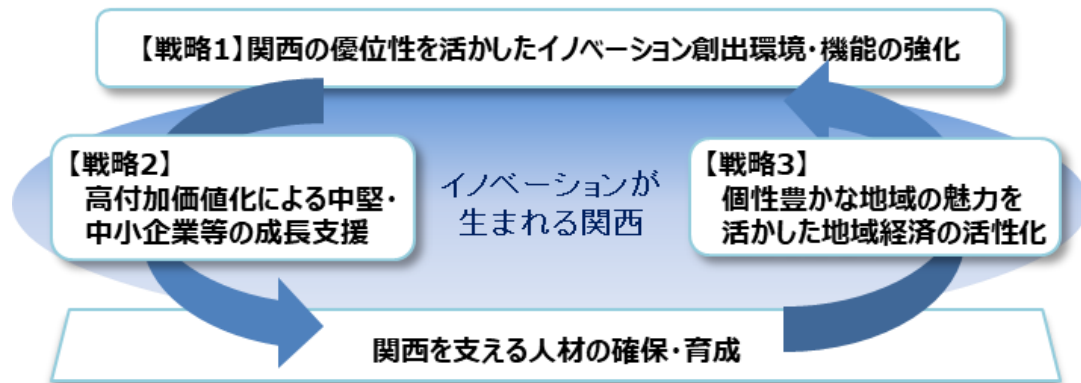 【戦略1】関西の優位性を活かしたイノベーション創出環境・機能の強化
【戦略2】
高付加価値化による中堅・
中小企業等の成長支援
イノベーションが
生まれる関西
【戦略3】
個性豊かな地域の魅力を
活かした地域経済の活性化
関西を支える人材の確保・育成